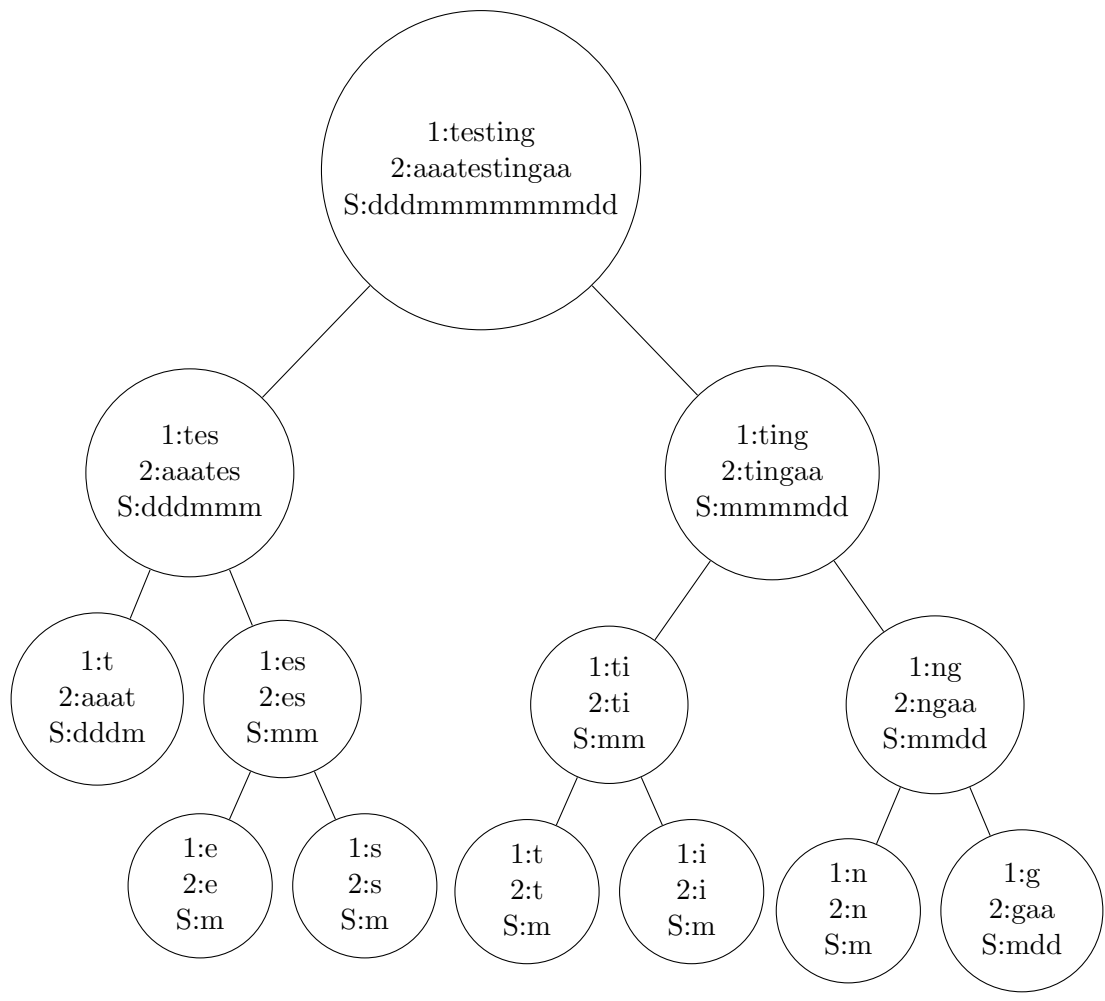 1:testing
2:aaatestingaa
S:dddmmmmmmmdd
1:tes
2:aaates
S:dddmmm
1:ting
2:tingaa
S:mmmmdd
1:t
2:aaat
S:dddm
1:es
2:es
S:mm
1:ti
2:ti
S:mm
1:ng
2:ngaa
S:mmdd
1:e
2:e
S:m
1:s
2:s
S:m
1:t
2:t
S:m
1:i
2:i
S:m
1:n
2:n
S:m
1:g
2:gaa
S:mdd